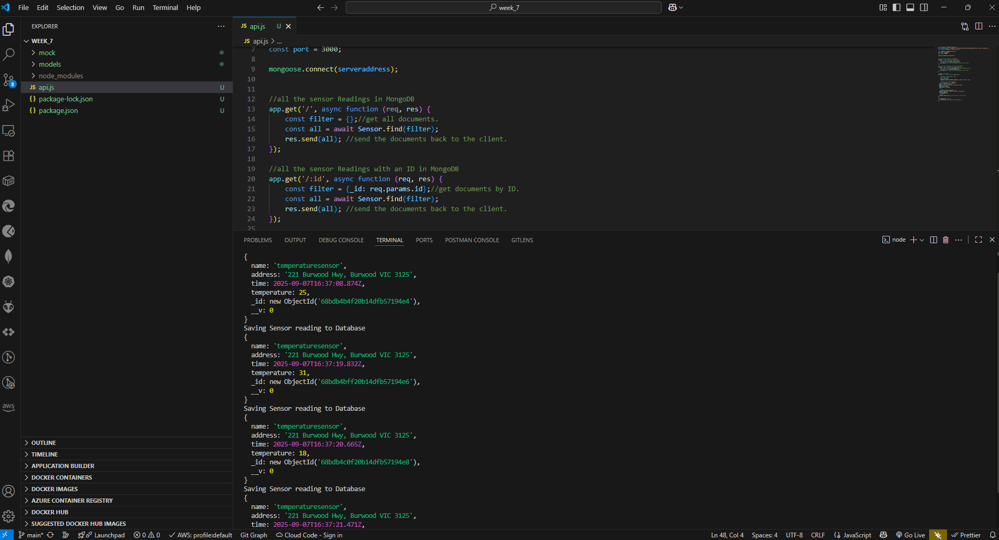 File Edit Selection View Go Run Terminal Help
week_7
EXPLORER
WEEK_7
mock
models
node_modules
JS api.js U
{} package-lock.json U
{} package.json U
8
aws
OUTLINE
TIMELINE
APPLICATION BUILDER
DOCKER CONTAINERS
DOCKER IMAGES
AZURE CONTAINER REGISTRY
DOCKER HUB
SUGGESTED DOCKER HUB IMAGES
JS api.js U
JS api.js > ...
7 const port = 3000;
8
9 mongoose.connect(serveraddress);
10
11
12 //all the sensor Readings in MongoDB
13 app.get('/', async function (req, res) {
14 const filter = {};//get all documents.
15 const all = await Sensor.find(filter);
16 res.send(all); //send the documents back to the client.
17 });
18
19 //all the sensor Readings with an ID in MongoDB
20 app.get('/:id', async function (req, res) {
21 const filter = {_id: req.params.id};//get documents by ID.
22 const all = await Sensor.find(filter);
23 res.send(all); //send the documents back to the client.
24 });
25
PROBLEMS OUTPUT DEBUG CONSOLE TERMINAL PORTS POSTMAN CONSOLE GITLENS
node
{
name: 'temperaturesensor',
address: '221 Burwood Hwy, Burwood VIC 3125',
time: 2025-09-07T16:37:08.874Z,
temperature: 25,
_id: new ObjectId('68bdb4b4f20b14dfb57194e4'),
__v: 0
}
Saving Sensor reading to Database
{
name: 'temperaturesensor',
address: '221 Burwood Hwy, Burwood VIC 3125',
time: 2025-09-07T16:37:19.832Z,
temperature: 31,
_id: new ObjectId('68bdb4bff20b14dfb57194e6'),
__v: 0
}
Saving Sensor reading to Database
{
name: 'temperaturesensor',
address: '221 Burwood Hwy, Burwood VIC 3125',
time: 2025-09-07T16:37:20.665Z,
temperature: 18,
_id: new ObjectId('68bdb4c0f20b14dfb57194e8'),
__v: 0
}
Saving Sensor reading to Database
{
name: 'temperaturesensor',
address: '221 Burwood Hwy, Burwood VIC 3125',
time: 2025-09-07T16:37:21.471Z,
main* Launchpad 0 0 AWS: profile:default Git Graph Cloud Code - Sign in Ln 48, Col 4 Spaces: 4 UTF-8 CRLF {} JavaScript Go Live Prettier